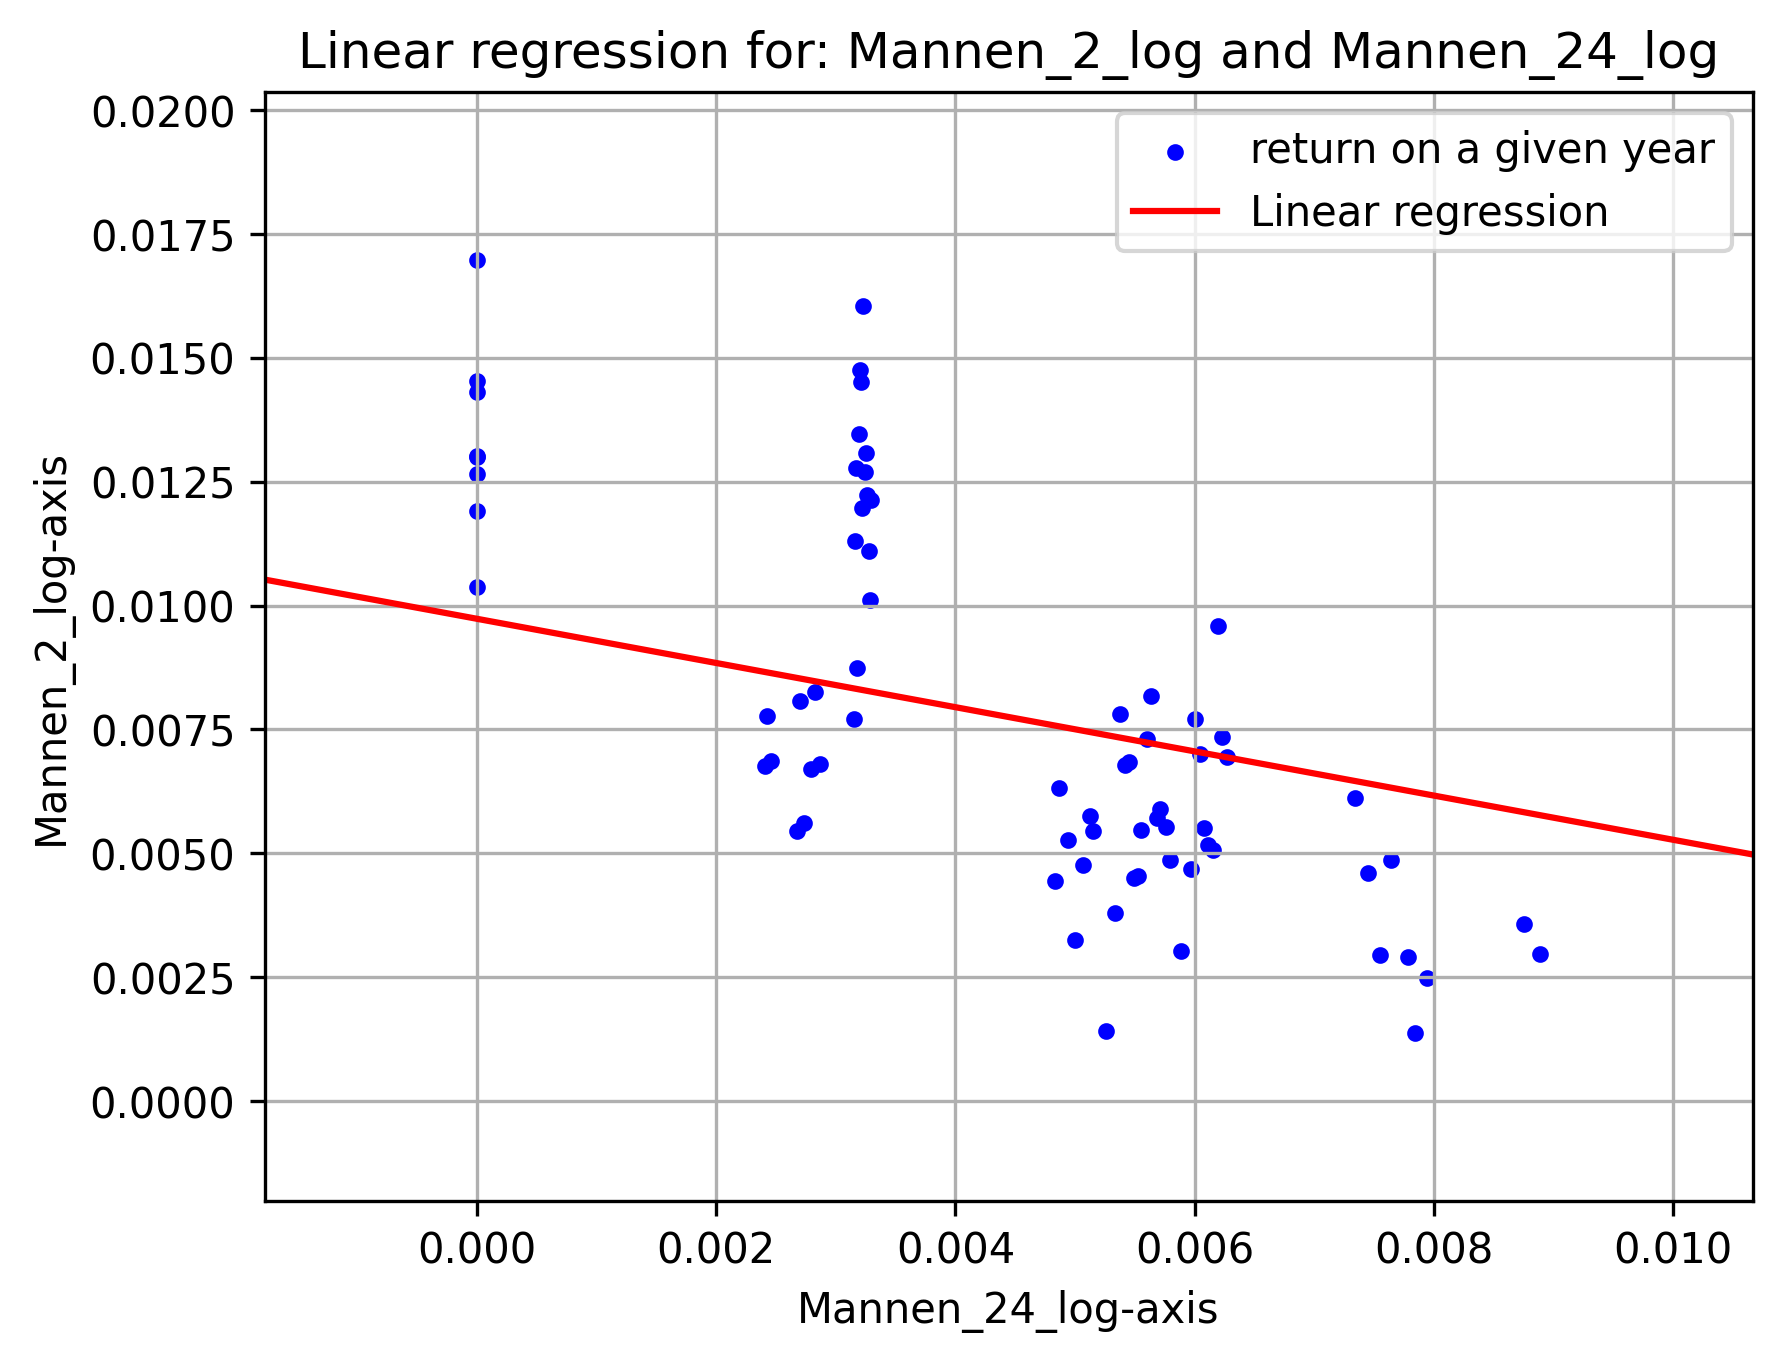 Linear regression for: Mannen_2_log and Mannen_24_log
return on a given year
Linear regression
0.0200
0.0175
0.0150
0.0125
0.0100
0.0075
0.0050
0.0025
0.0000
Mannen_2_log-axis
0.000 0.002 0.004 0.006 0.008 0.010
Mannen_24_log-axis